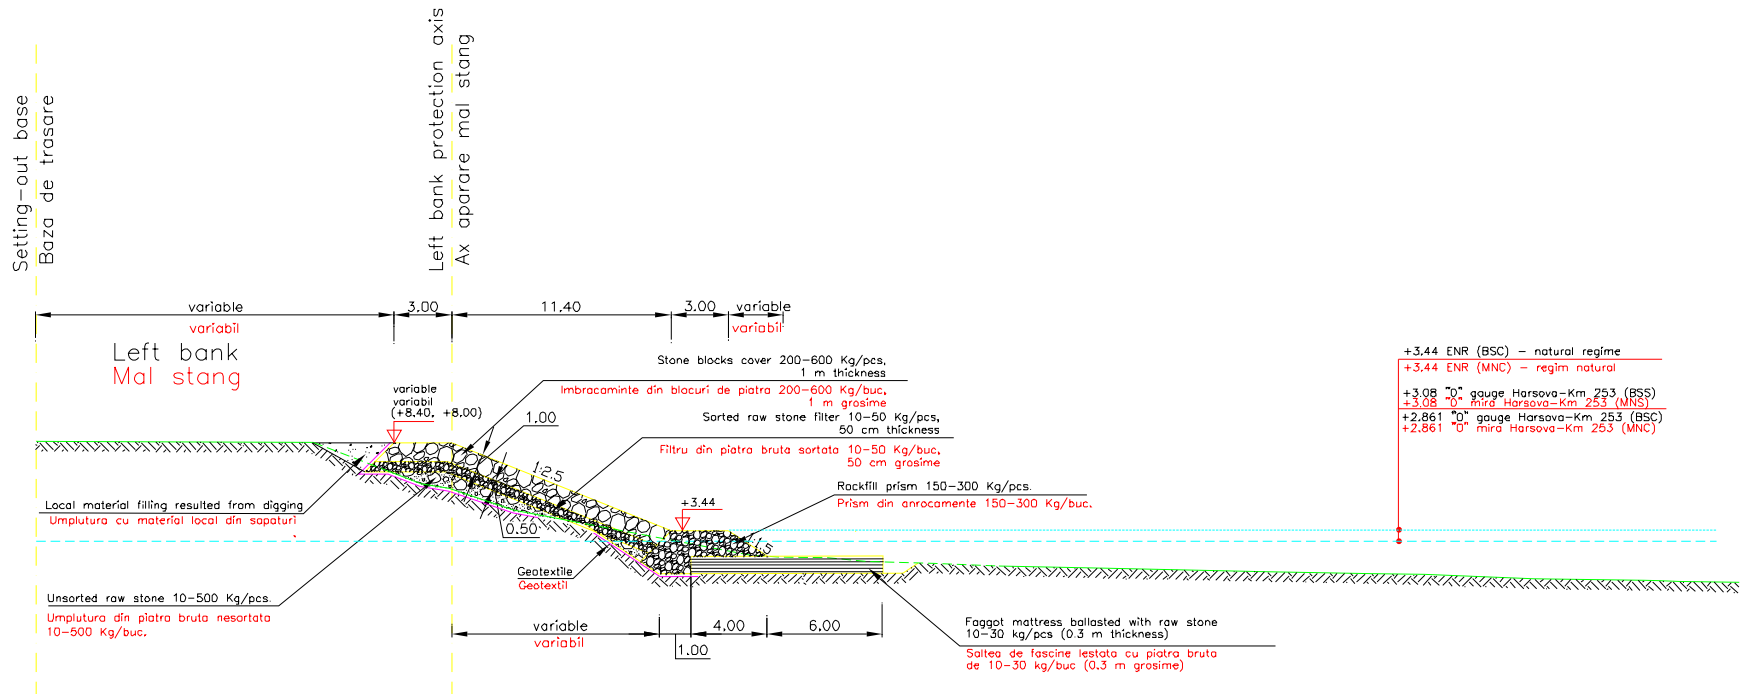 Setting-out base
Baza de trasare
Left bank protection axis
Ax aparare mal stang
variable
variabil
3.00
11.40
3.00
variable
variabil
Left bank
Mal stang
variable
variabil
(+8.40, +8.00)
Stone blocks cover 200-600 Kg/pcs,
1 m thickness
Imbracaminte din blocuri de piatra 200-600 Kg/buc,
1 m grosime
1.00
Sorted raw stone filter 10-50 Kg/pcs,
50 cm thickness
Filtru din piatra bruta sortata 10-50 Kg/buc,
50 cm grosime
1:2.5
+3.44 ENR (BSC) - natural regime
+3.44 ENR (MNC) - regim natural
+3.08 "0" gauge Harsova-Km 253 (BSS)
+3.08 "0" mira Harsova-Km 253 (MNS)
+2.861 "0" gauge Harsova-Km 253 (BSC)
+2.861 "0" mira Harsova-Km 253 (MNC)
Rockfill prism 150-300 Kg/pcs.
Prism din anrocamente 150-300 Kg/buc.
+3.44
Local material filling resulted from digging
Umplutura cu material local din sapaturi
0.50
Geotextile
Geotextil
Unsorted raw stone 10-500 Kg/pcs.
Umplutura din piatra bruta nesortata
10-500 Kg/buc.
variable
variabil
1.00
4.00
6.00
Faggot mattress ballasted with raw stone
10-30 kg/pcs (0.3 m thickness)
Saltea de fascine lestata cu piatra bruta
de 10-30 kg/buc (0.3 m grosime)